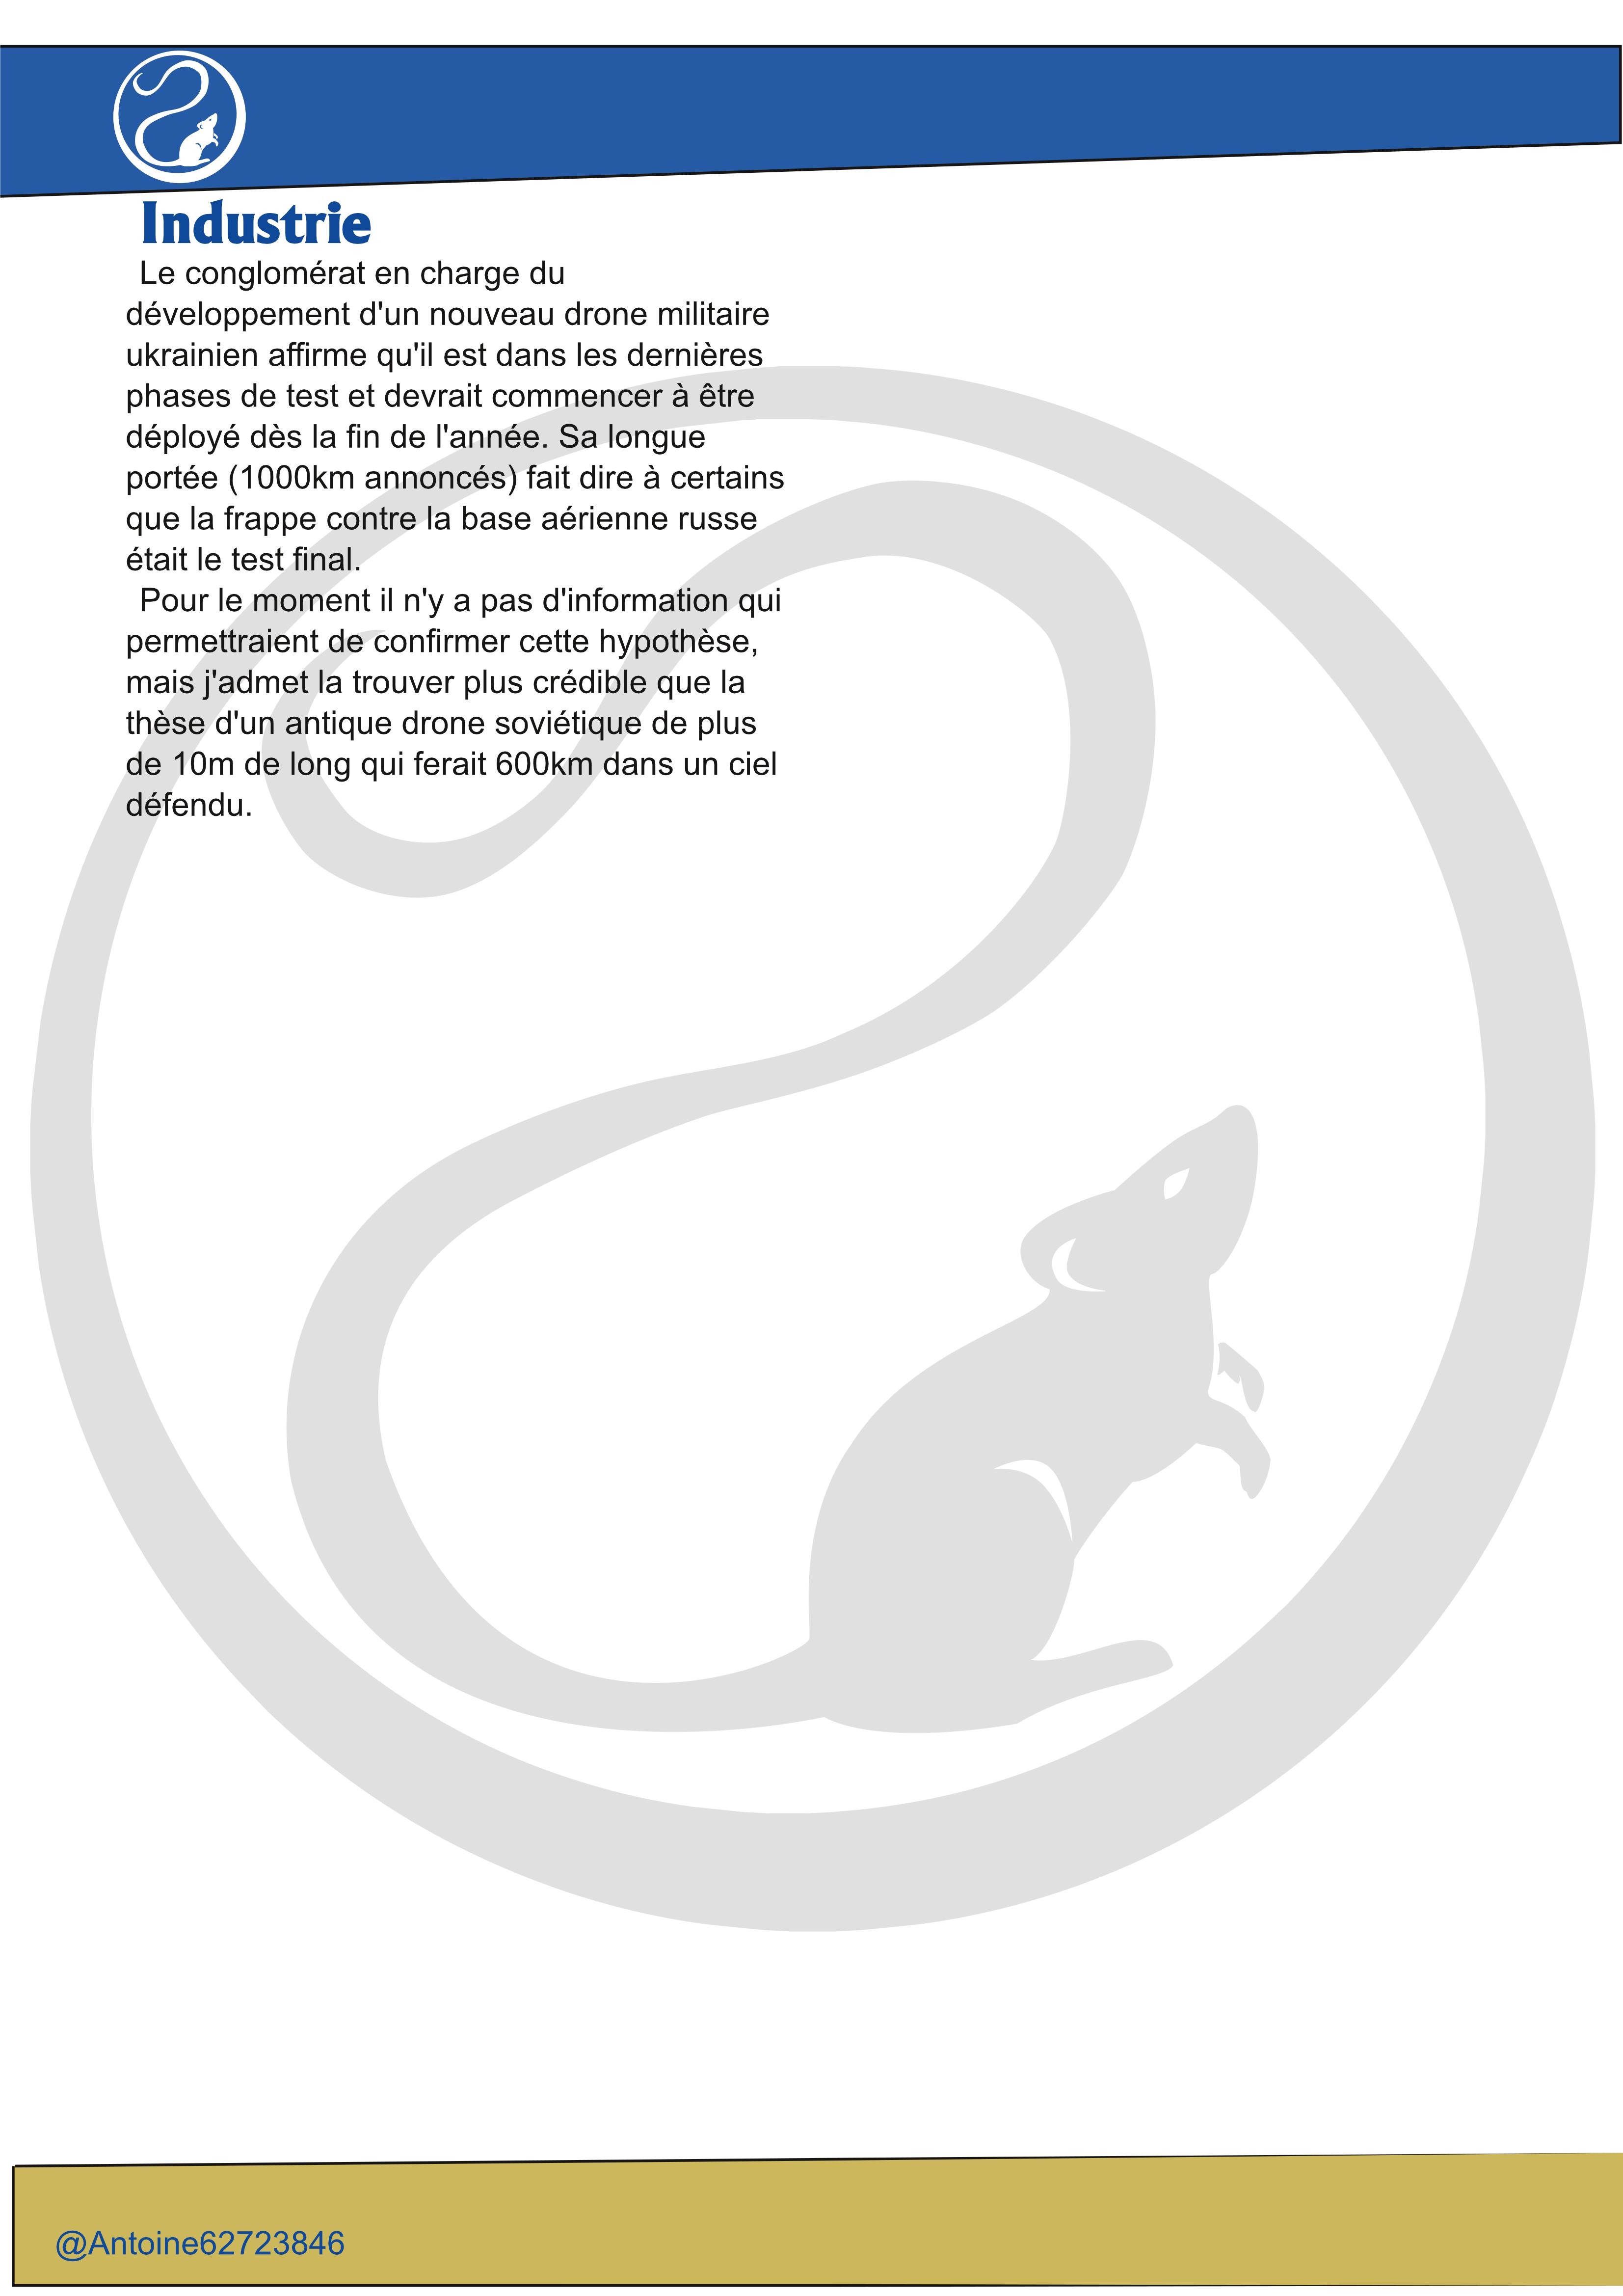 Industrie
Le conglomérat en charge du
développement d'un nouveau drone militaire
ukrainien affirme qu'il est dans les dernières
phases de test et devrait commencer à être
déployé dès la fin de l'année. Sa longue
portée (1000km annoncés) fait dire à certains
que la frappe contre la base aérienne russe
était le test final.
Pour le moment il n'y a pas d'information qui
permettraient de confirmer cette hypothèse,
mais j'admet la trouver plus crédible que la
thèse d'un antique drone soviétique de plus
de 10m de long qui ferait 600km dans un ciel
défendu.
@Antoine62723846